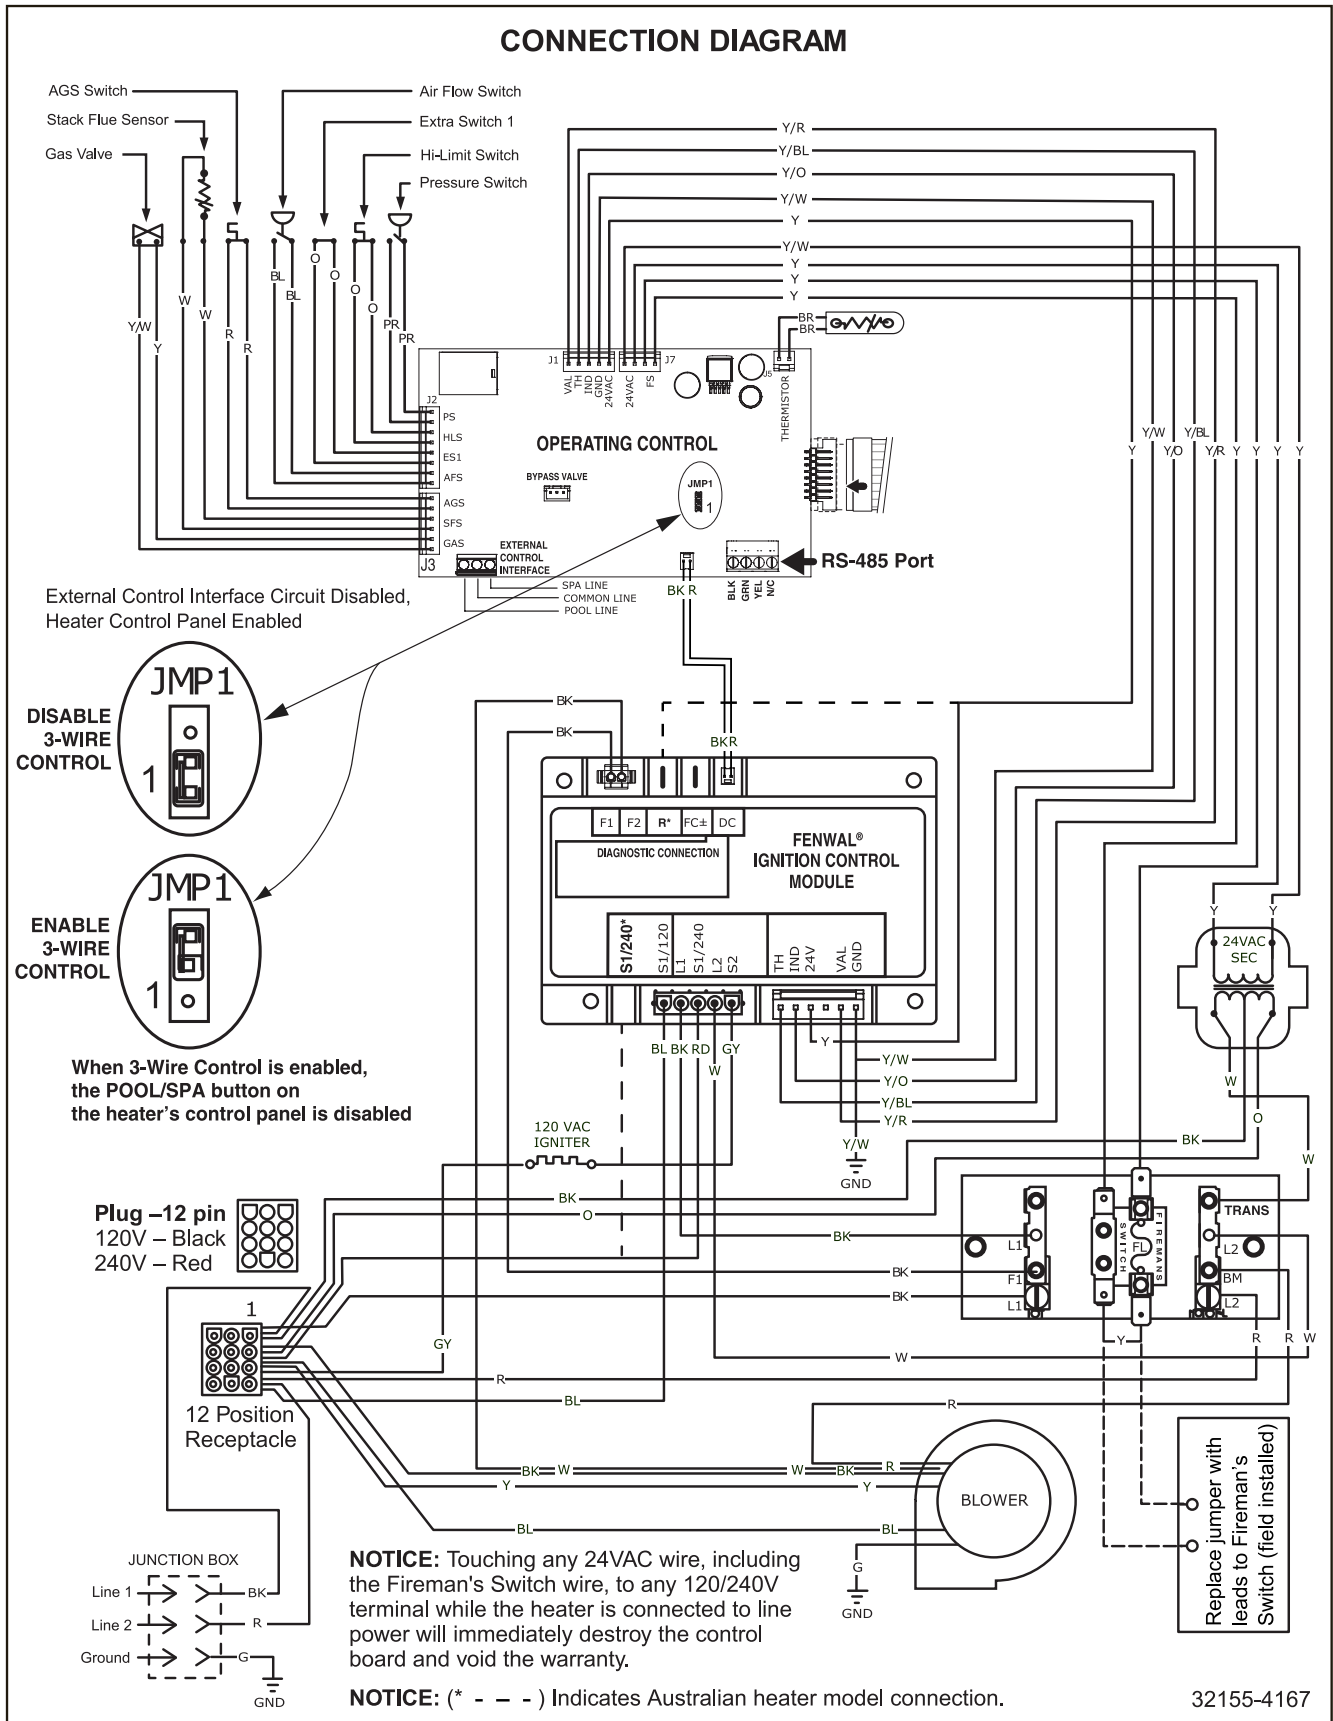 CONNECTION DIAGRAM
AGS Switch
Stack Flue Sensor
Gas Valve
Air Flow Switch
Extra Switch 1
Hi-Limit Switch
Pressure Switch
Y/R
Y/BL
Y/O
Y/W
Y
Y/W
Y
Y
Y
Y/W
Y
W
W
R
R
BL
BL
O
O
O
O
PR
PR
BR
BR
J1
VAL
TH
IND
GND
24VAC
24VAC
FS
J7
J5
THERMISTOR
J2
PS
HLS
ES1
AFS
AGS
SFS
GAS
J3
OPERATING CONTROL
BYPASS VALVE
JMP1
1
EXTERNAL
CONTROL
INTERFACE
SPA LINE
COMMON LINE
POOL LINE
BK R
BLK
GRN
YEL
N/C
RS-485 Port
Y
Y/W
Y/O
Y/BL
Y/R
Y
Y
Y
Y
External Control Interface Circuit Disabled,
Heater Control Panel Enabled
JMP1
1
DISABLE
3-WIRE
CONTROL
JMP1
1
ENABLE
3-WIRE
CONTROL
When 3-Wire Control is enabled,
the POOL/SPA button on
the heater's control panel is disabled
BK
BK
BKR
F1
F2
R*
FC±
DC
DIAGNOSTIC CONNECTION
FENWAL®
IGNITION CONTROL
MODULE
S1/240*
S1/120
L1
S1/240
L2
S2
TH
IND
24V
VAL
GND
BL BK RD
W
GY
Y
Y/W
Y/O
Y/BL
Y/R
Y/W
GND
Y
Y
24VAC
SEC
W
O
BK
W
120 VAC
IGNITER
BK
O
BK
BK
BK
Plug –12 pin
120V – Black
240V – Red
1
12 Position
Receptacle
L1
F1
L1
SWITCH
FL
FIREMANS
TRANS
L2
BM
L2
Y
R
R
W
GY
W
R
BL
R
BK
W
W
BK
R
Y
Y
BL
BL
BLOWER
G
GND
Replace jumper with
leads to Fireman's
Switch (field installed)
JUNCTION BOX
Line 1
BK
Line 2
R
Ground
G
GND
NOTICE: Touching any 24VAC wire, including
the Fireman's Switch wire, to any 120/240V
terminal while the heater is connected to line
power will immediately destroy the control
board and void the warranty.
NOTICE: (* - - - ) Indicates Australian heater model connection.
32155-4167